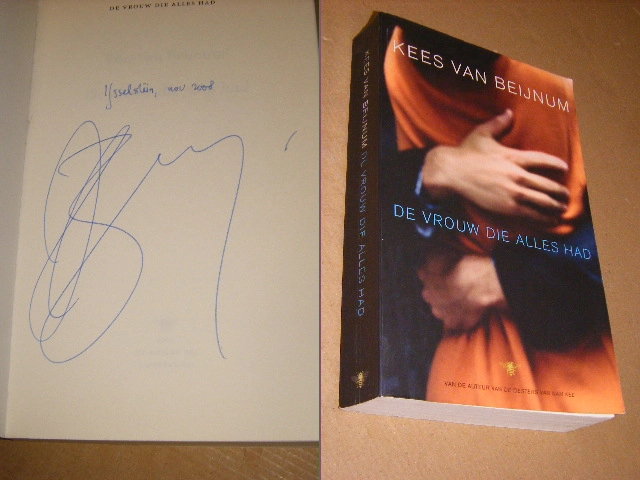 DE VROUW DIE ALLES HAD
IJsselstein, nov 2008
KEES VAN BEIJNUM DE VROUW DIE ALLES HAD
KEES VAN BEIJNUM
DE VROUW DIE ALLES HAD
VAN DE AUTEUR VAN DE OESTERS VAN NAM KEE